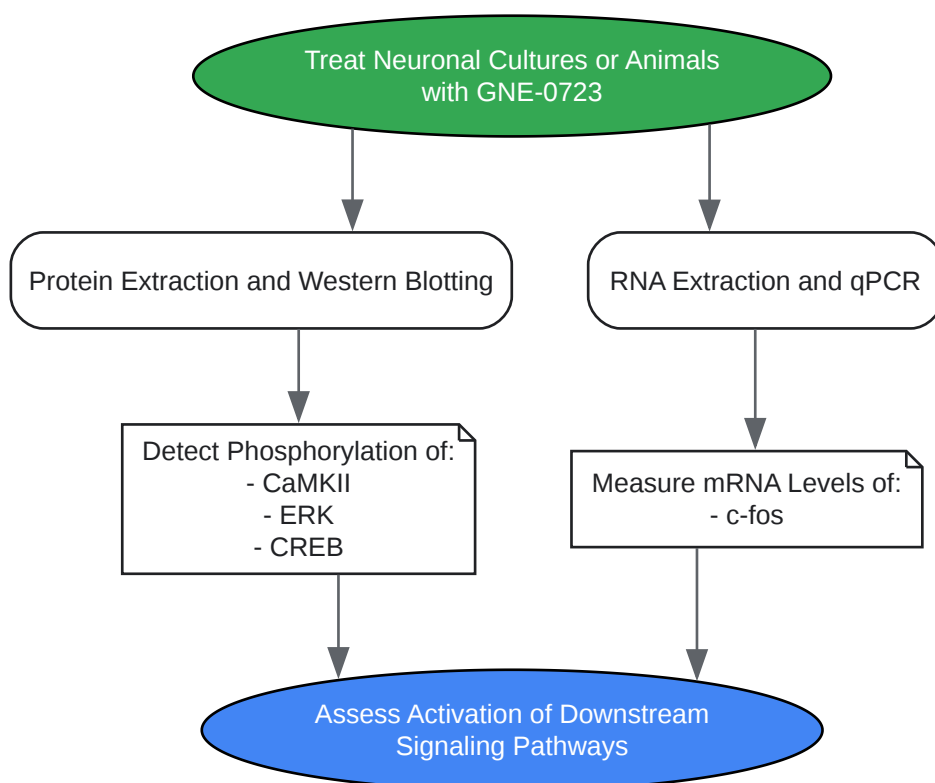 Treat Neuronal Cultures or Animals
with GNE-0723
Protein Extraction and Western Blotting
RNA Extraction and qPCR
Detect Phosphorylation of:
- CaMKII
- ERK
- CREB
Measure mRNA Levels of:
- c-fos
Assess Activation of Downstream
Signaling Pathways